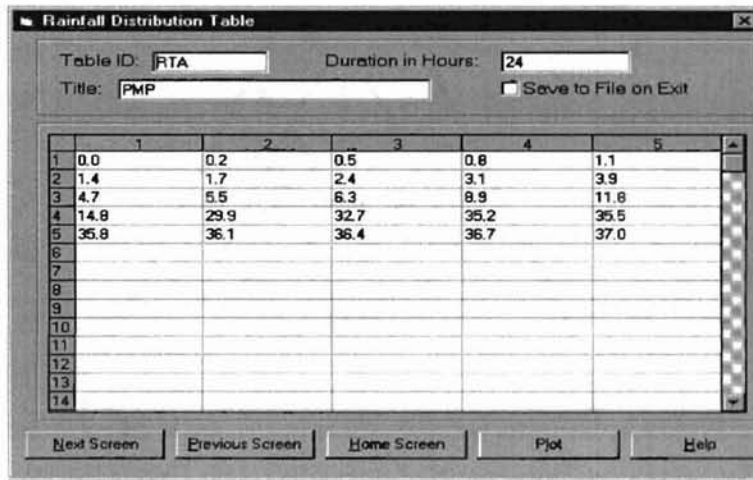 Rainfall Distribution Table
Table ID: RTA Duration in Hours: 24
Title: PMP Save to File on Exit
1 2 3 4 5
1 0.0 0.2 0.5 0.8 1.1
2 1.4 1.7 2.4 3.1 3.9
3 4.7 5.5 6.3 8.9 11.8
4 14.8 29.9 32.7 35.2 35.5
5 35.8 36.1 36.4 36.7 37.0
6
7
8
9
10
11
12
13
14
Next Screen Previous Screen Home Screen Plot Help